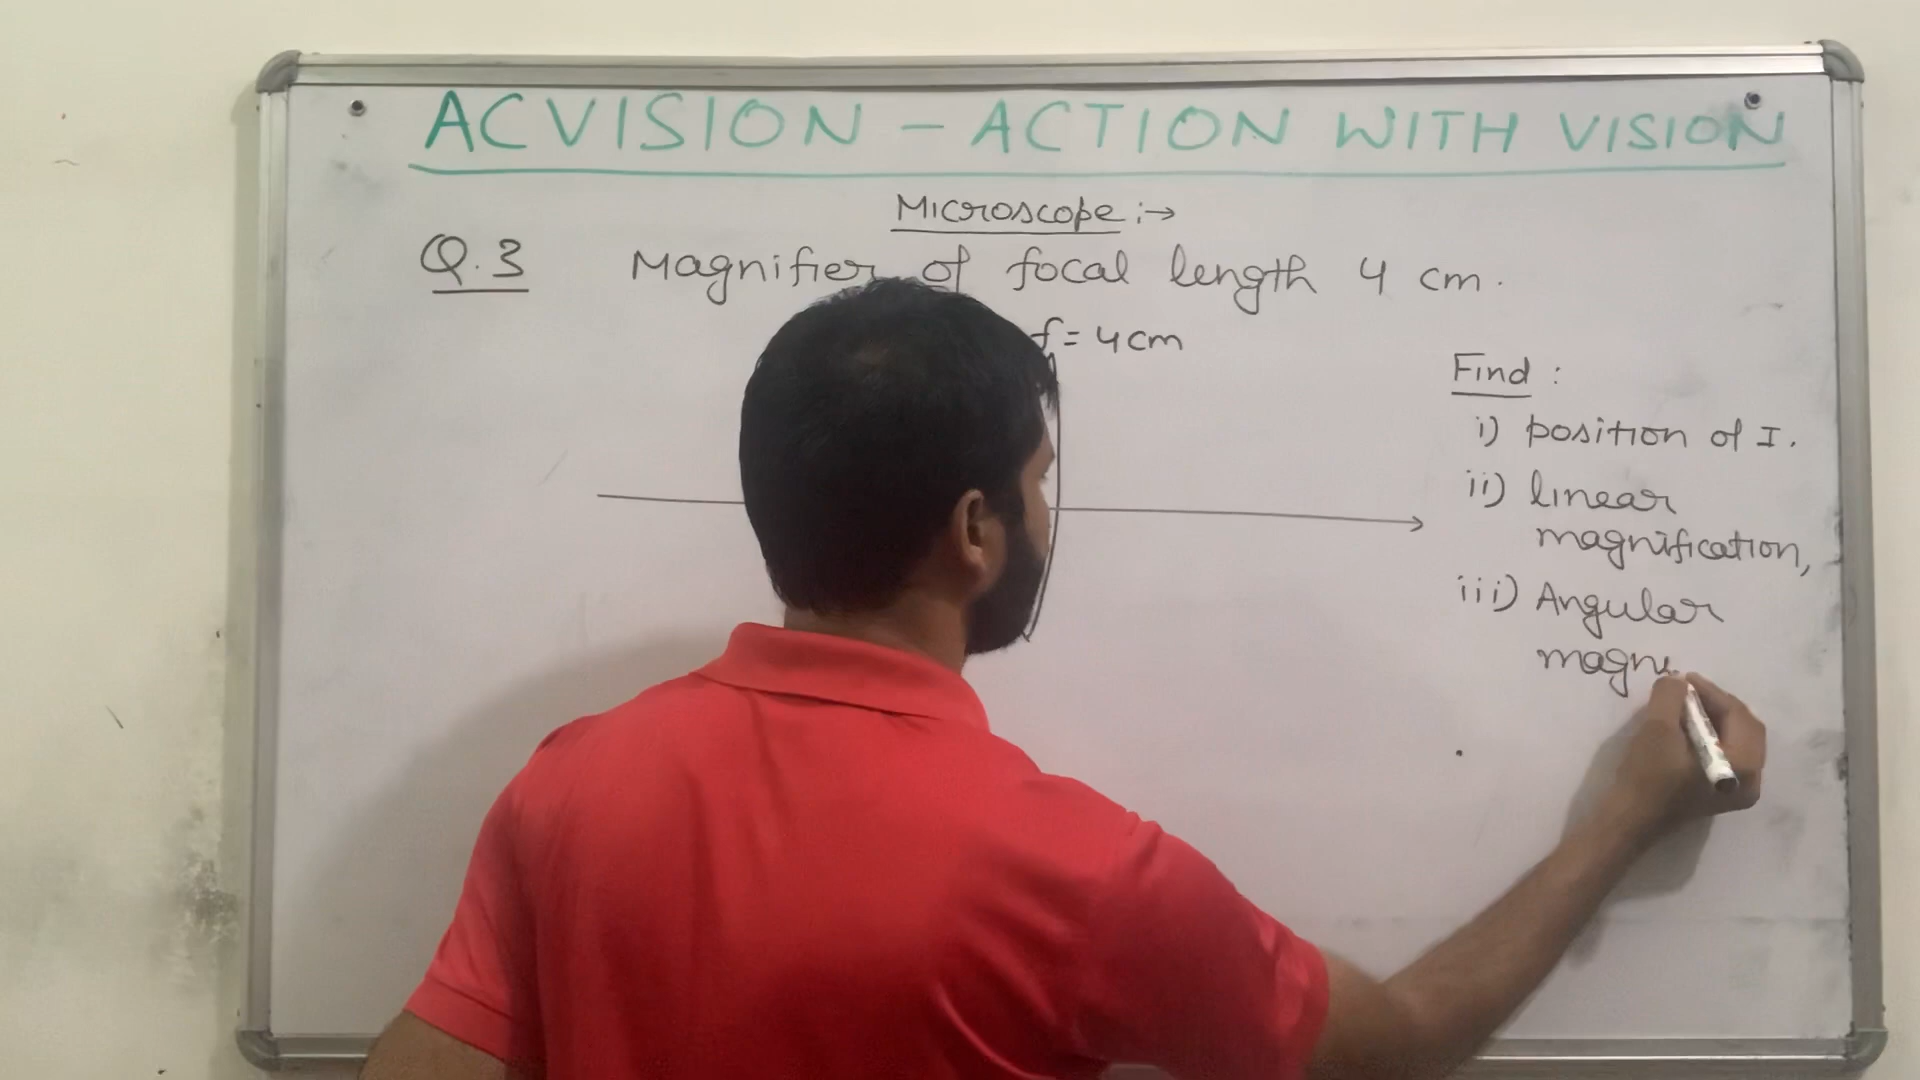 ACVISION - ACTION WITH VISION
Microscope :→
Q.3 Magnifier of focal length 4 cm.
f = 4cm
Find :
i) position of I.
ii) linear
magnification,
iii) Angular
magni